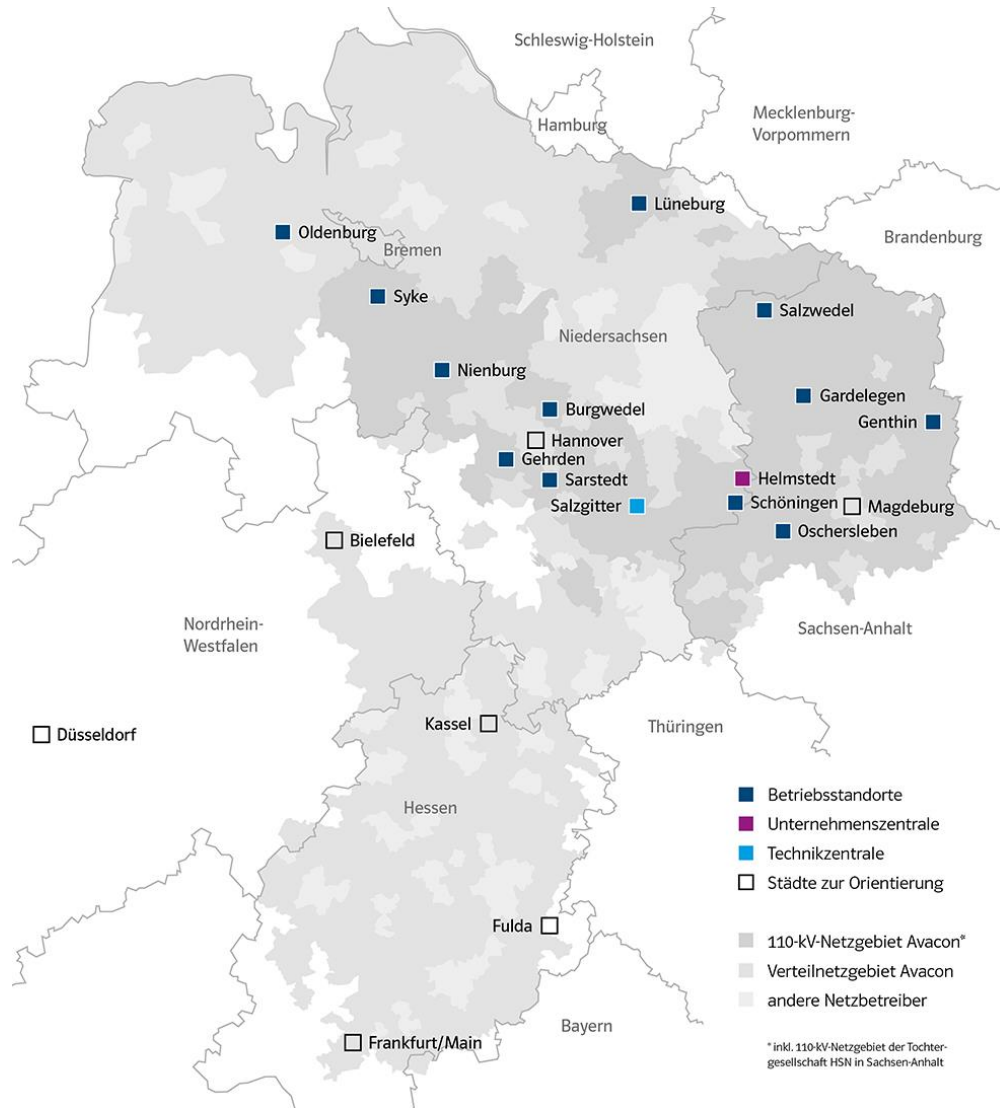 Schleswig-Holstein
Hamburg
Mecklenburg-
Vorpommern
Lüneburg
Oldenburg
Bremen
Brandenburg
Syke
Salzwedel
Niedersachsen
Nienburg
Gardelegen
Burgwedel
Genthin
Hannover
Gehrden
Sarstedt
Helmstedt
Salzgitter
Schöningen
Magdeburg
Oschersleben
Bielefeld
Nordrhein-
Westfalen
Sachsen-Anhalt
Kassel
Thüringen
Düsseldorf
Hessen
Fulda
Bayern
Frankfurt/Main
Betriebsstandorte
Unternehmenszentrale
Technikzentrale
Städte zur Orientierung
110-kV-Netzgebiet Avacon*
Verteilnetzgebiet Avacon
andere Netzbetreiber
* inkl. 110-kV-Netzgebiet der Tochter-
gesellschaft HSN in Sachsen-Anhalt